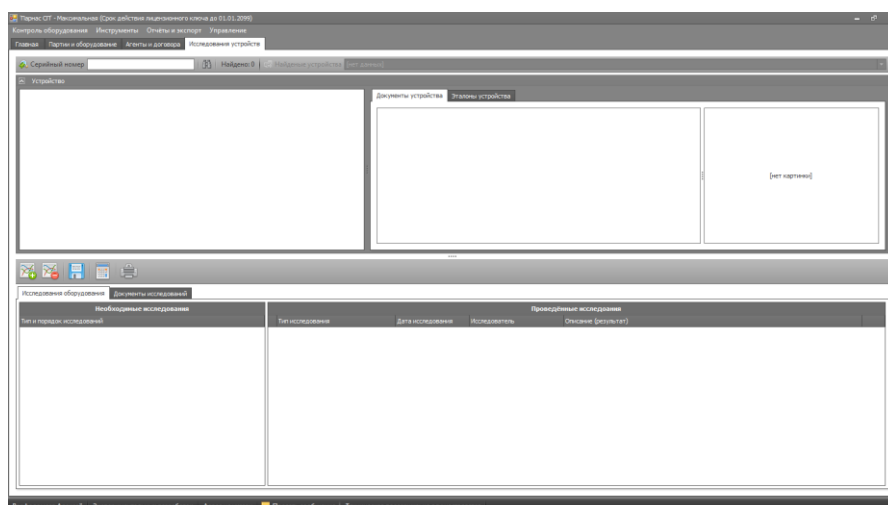 Парнас СІТ - Максимальная (Срок действия лицензионного ключа до 01.01.2099)
Контроль оборудования Инструменты Отчёты и экспорт Управление
Главная Партии и оборудование Агенты и договора Исследования устройств
Серийный номер Найдено: 0 Найденные устройства [нет данных]
Устройство
Документы устройства Эталоны устройства
[нет картинки]
Исследования оборудования Документы исследований
Необходимые исследования Проведённые исследования
Тип и порядок исследований Тип исследования Дата исследования Исследователь Описание (результат)